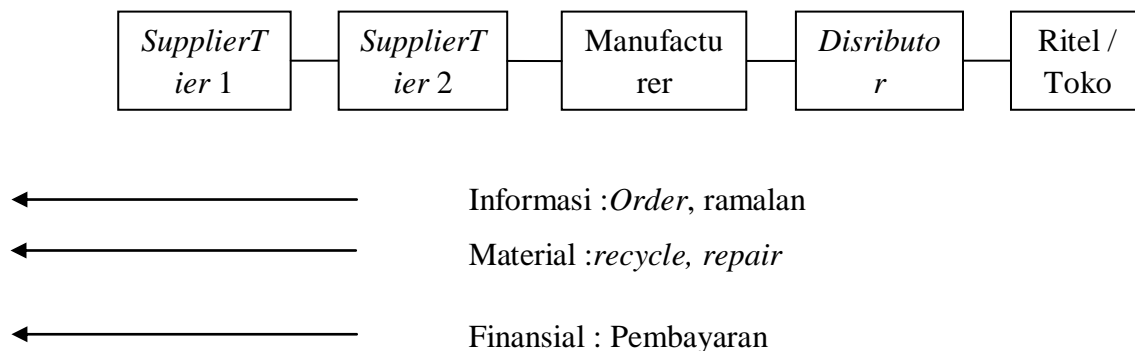 SupplierT
ier 1
SupplierT
ier 2
Manufactu
rer
Disributo
r
Ritel /
Toko
Informasi :Order, ramalan
Material :recycle, repair
Finansial : Pembayaran